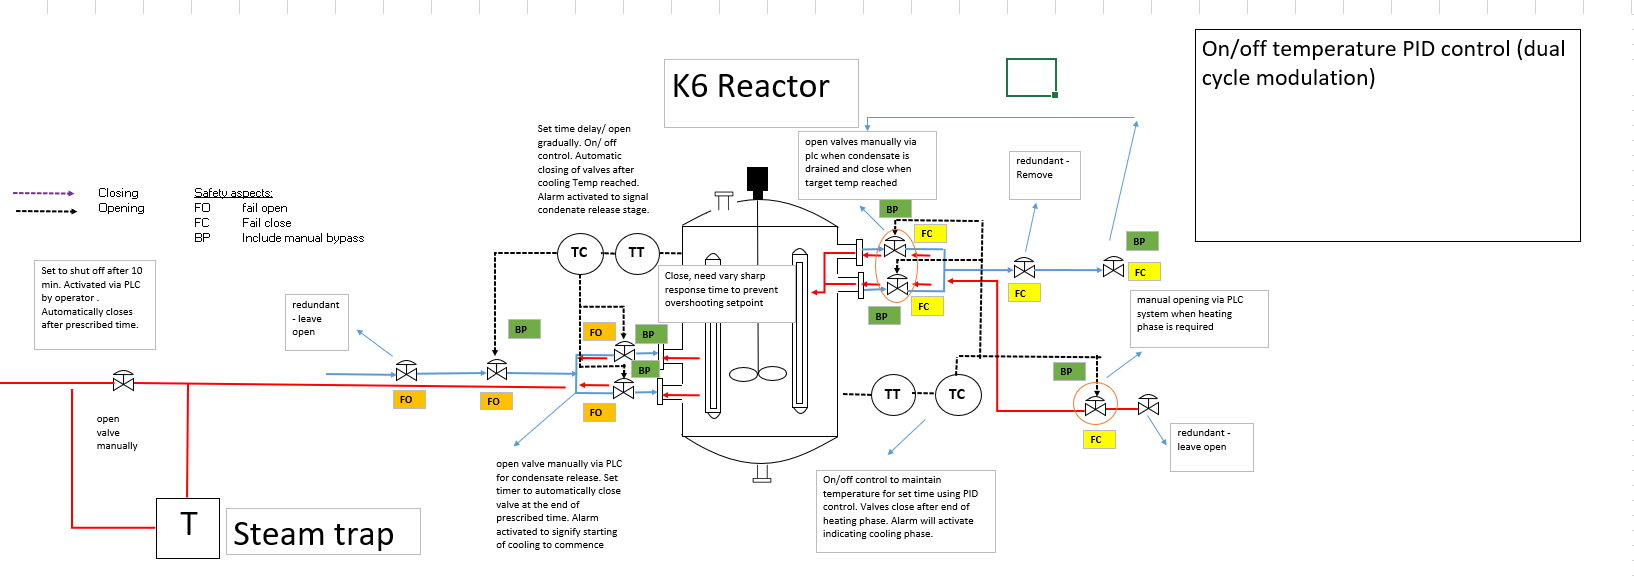 On/off temperature PID control (dual
cycle modulation)
K6 Reactor
Set time delay/ open
gradually. On/ off
control. Automatic
closing of valves after
cooling Temp reached.
Alarm activated to signal
condenate release stage.
open valves manually via
plc when condensate is
drained and close when
target temp reached
redundant -
Remove
Closing
Opening
Safety aspects:
FO fail open
FC Fail close
BP Include manual bypass
BP
FC
BP
FC
TC
TT
Set to shut off after 10
min. Activated via PLC
by operator .
Automatically closes
after prescribed time.
Close, need vary sharp
response time to prevent
overshooting setpoint
redundant
- leave
open
BP
FO
BP
BP
FC
BP
FC
manual opening via PLC
system when heating
phase is required
BP
FO
FO
FO
TT
TC
BP
FC
open
valve
manually
redundant -
leave open
open valve manually via PLC
for condensate release. Set
timer to automatically close
valve at the end of
prescribed time. Alarm
activated to signify starting
of cooling to commence
On/off control to maintain
temperature for set time using PID
control. Valves close after end of
heating phase. Alarm will activate
indicating cooling phase.
T
Steam trap